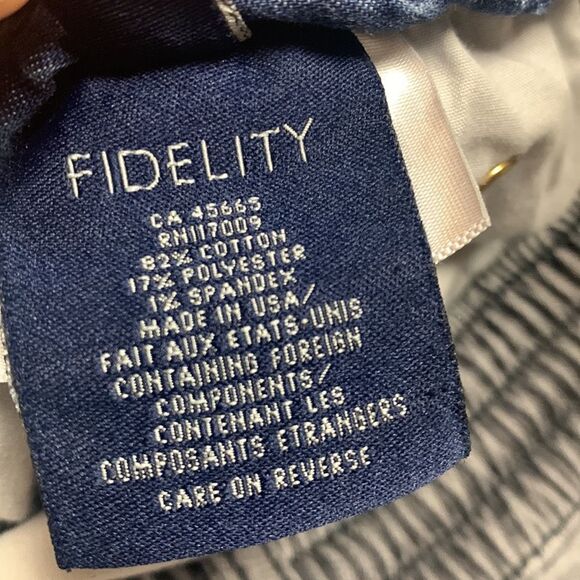 FIDELITY
CA 45665
RN117009
82% COTTON
17% POLYESTER
1% SPANDEX
MADE IN USA/
FAIT AUX ETATS-UNIS
CONTAINING FOREIGN
COMPONENTS/
CONTENANT LES
COMPOSANTS ETRANGERS
CARE ON REVERSE